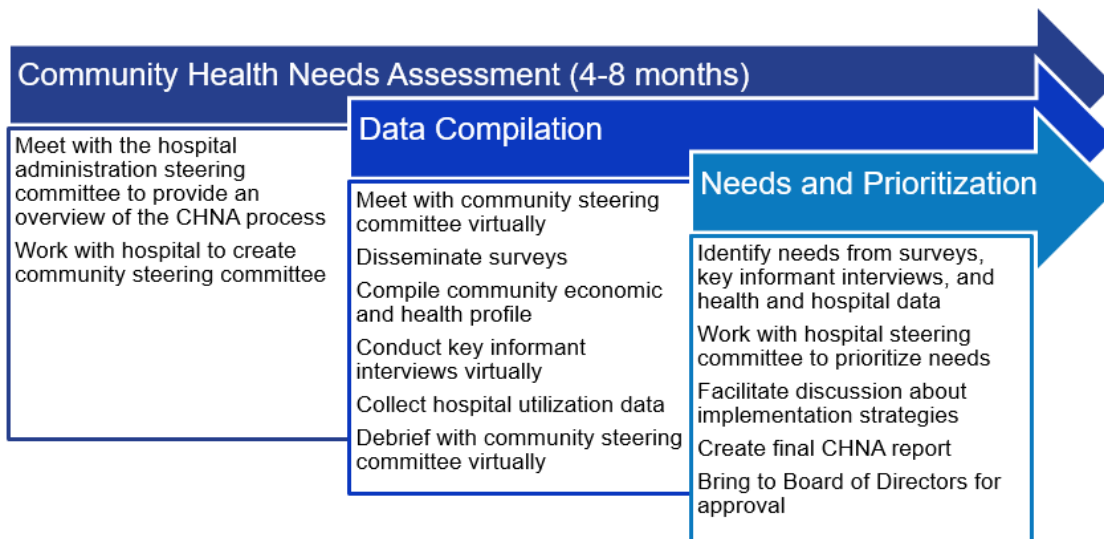 Community Health Needs Assessment (4-8 months)
Meet with the hospital
administration steering
committee to provide an
overview of the CHNA process
Work with hospital to create
community steering committee
Data Compilation
Meet with community steering
committee virtually
Disseminate surveys
Compile community economic
and health profile
Conduct key informant
interviews virtually
Collect hospital utilization data
Debrief with community steering
committee virtually
Needs and Prioritization
Identify needs from surveys,
key informant interviews, and
health and hospital data
Work with hospital steering
committee to prioritize needs
Facilitate discussion about
implementation strategies
Create final CHNA report
Bring to Board of Directors for
approval